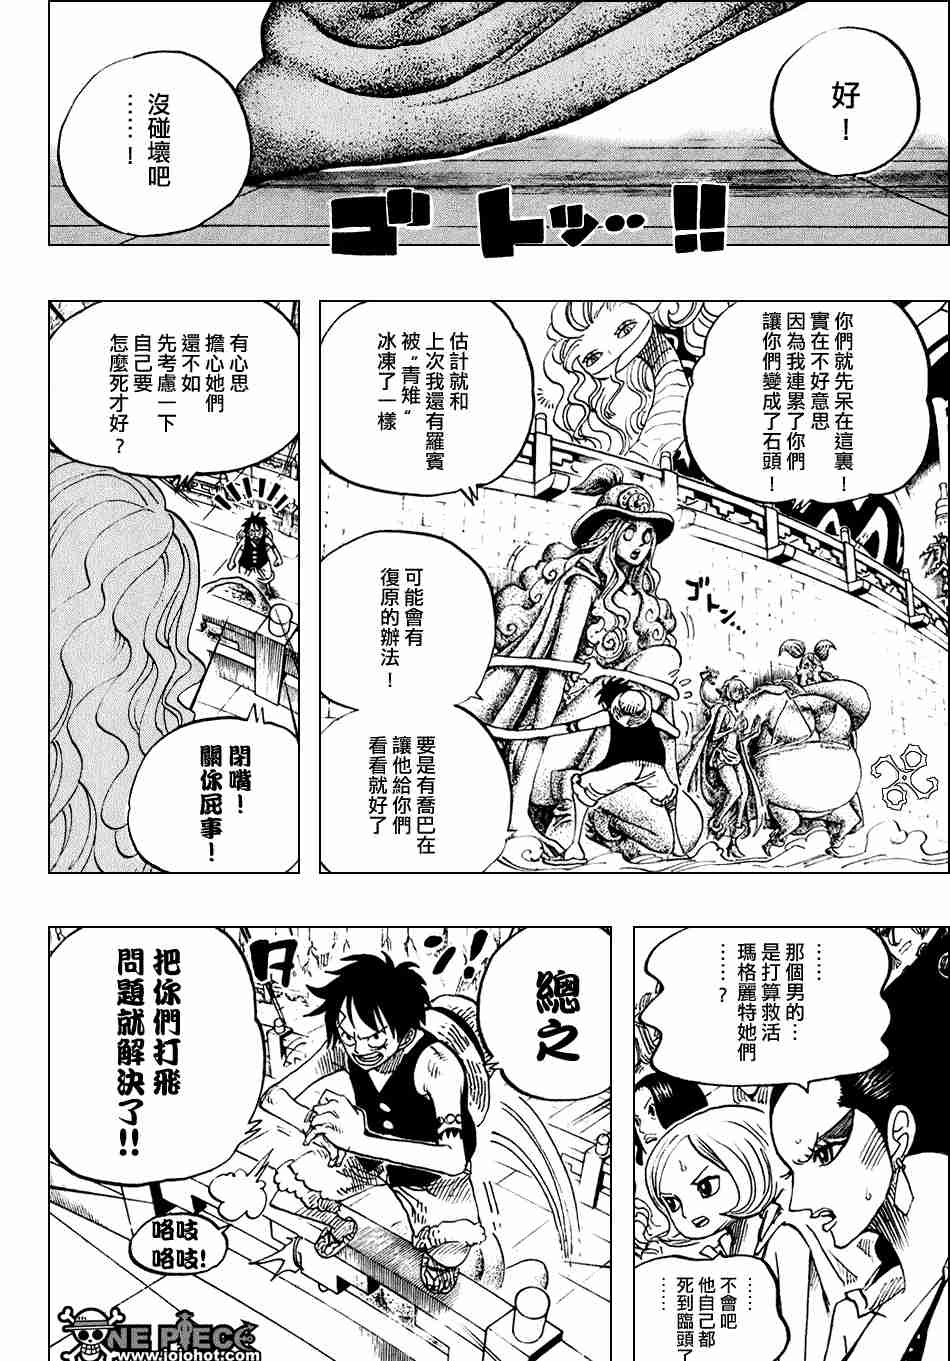 好！
沒碰壞吧
……！
ゴトッ…!!
你們就先呆在這裏！
實在不好意思
因為我連累了你們
讓你們變成了石頭！
估計就和
上次我還有羅賓
被“青雉“
冰凍了一樣
可能會有
復原的辦法！
要是有喬巴在
讓他給你們
看看就好了
ゴトン…
有心思
擔心她們
還不如
先考慮一下
自己要
怎麼死才好？
閉嘴！
關你屁事！
……
那個男的…
是打算救活
瑪格麗特她們
……？
不會吧
他自己都
死到臨頭了
總之
把你們打飛
問題就解決了!!
咯吱
咯吱!
ONE PIECE
www.jojohot.com